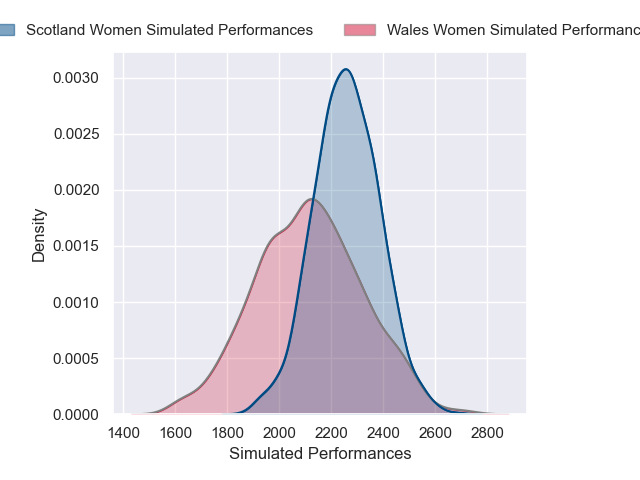 Scotland Women Simulated Performances
Wales Women Simulated Performanc
0.0030
0.0025
0.0020
0.0015
0.0010
0.0005
0.0000
Density
1400 1600 1800 2000 2200 2400 2600 2800
Simulated Performances